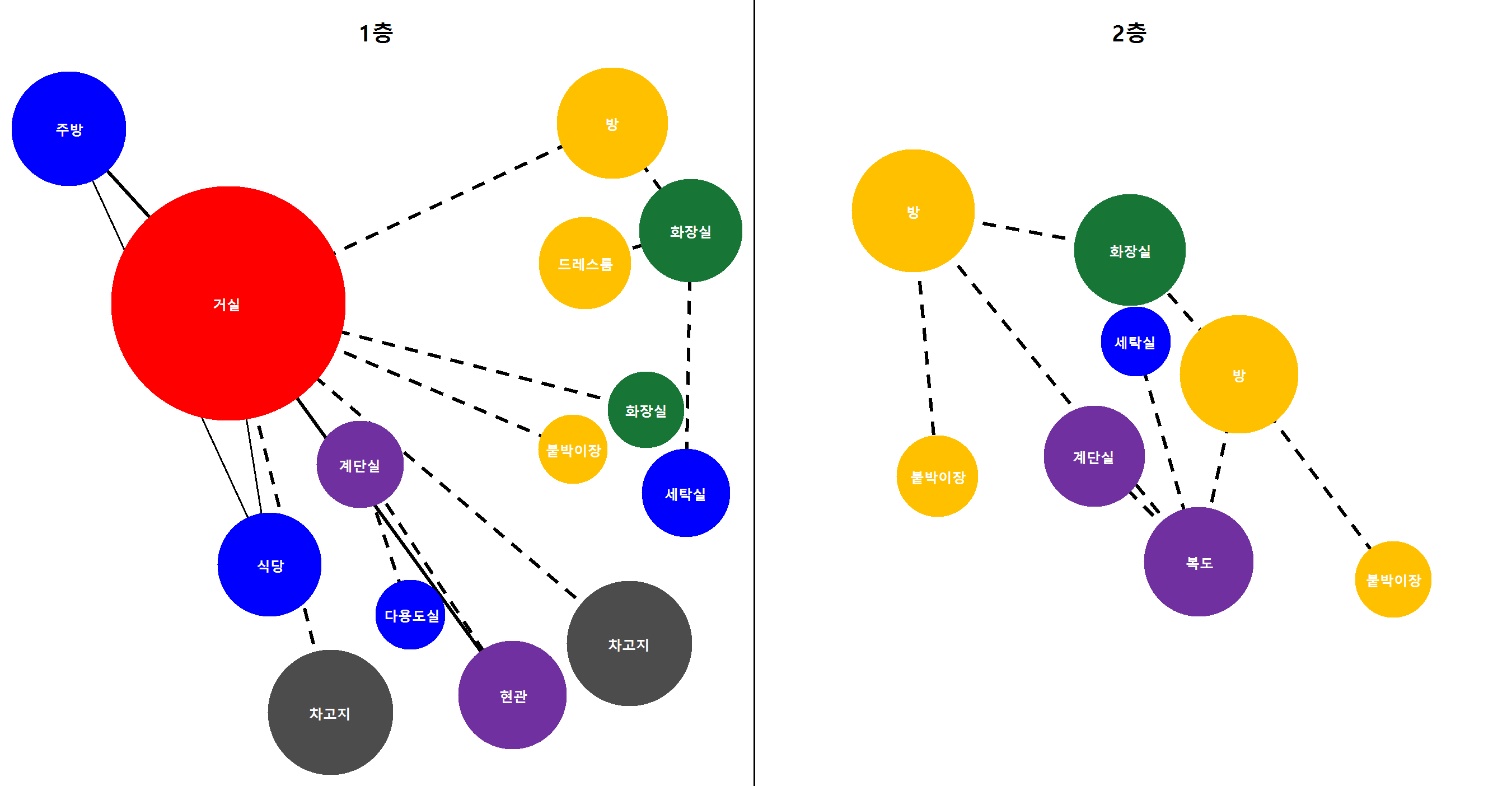 1층
주방
방
화장실
드레스룸
거실
화장실
붙박이장
계단실
세탁실
식당
다용도실
차고지
현관
차고지
2층
방
화장실
세탁실
방
계단실
붙박이장
복도
붙박이장